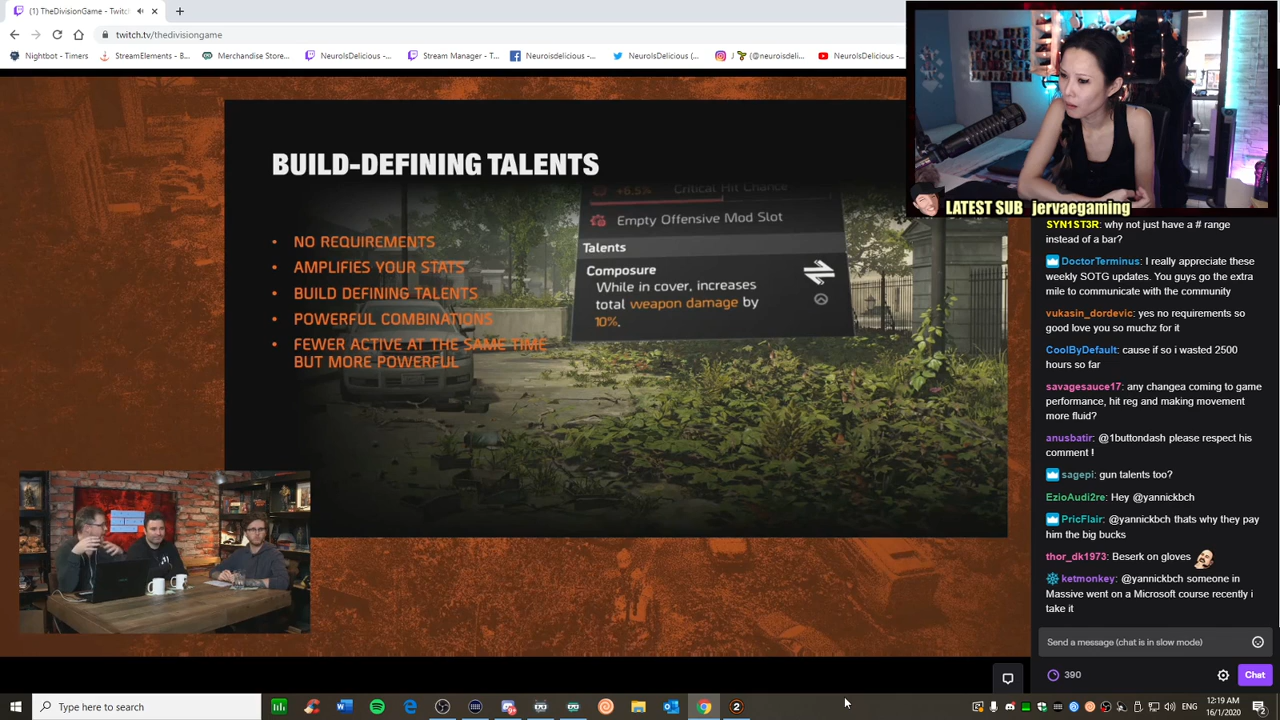 (1) TheDivisionGame - Twitch
twitch.tv/thedivisiongame
Nightbot - Timers
StreamElements - B...
Merchandise Store...
NeuroIsDelicious -...
Stream Manager - T...
Neuroisdelicious -...
NeuroIsDelicious (...
(@neuroisdeli...
NeuroIsDelicious -...
LATEST SUB jervaegaming
BUILD-DEFINING TALENTS
• NO REQUIREMENTS
• AMPLIFIES YOUR STATS
• BUILD DEFINING TALENTS
• POWERFUL COMBINATIONS
• FEWER ACTIVE AT THE SAME TIME
BUT MORE POWERFUL
+6.5% Critical Hit Chance
Empty Offensive Mod Slot
Talents
Composure
While in cover, increases
total weapon damage by
10%.
SYN1ST3R: why not just have a # range
instead of a bar?
DoctorTerminus: I really appreciate these
weekly SOTG updates. You guys go the extra
mile to communicate with the community
vukasin_dordevic: yes no requirements so
good love you so muchz for it
CoolByDefault: cause if so i wasted 2500
hours so far
savagesauce17: any changea coming to game
performance, hit reg and making movement
more fluid?
anusbatir: @1buttondash please respect his
comment !
sagepi: gun talents too?
EzioAudi2re: Hey @yannickbch
PricFlair: @yannickbch thats why they pay
him the big bucks
thor_dk1973: Beserk on gloves
ketmonkey: @yannickbch someone in
Massive went on a Microsoft course recently i
take it
Send a message (chat is in slow mode)
390
Chat
Type here to search
ENG
12:19 AM
16/1/2020